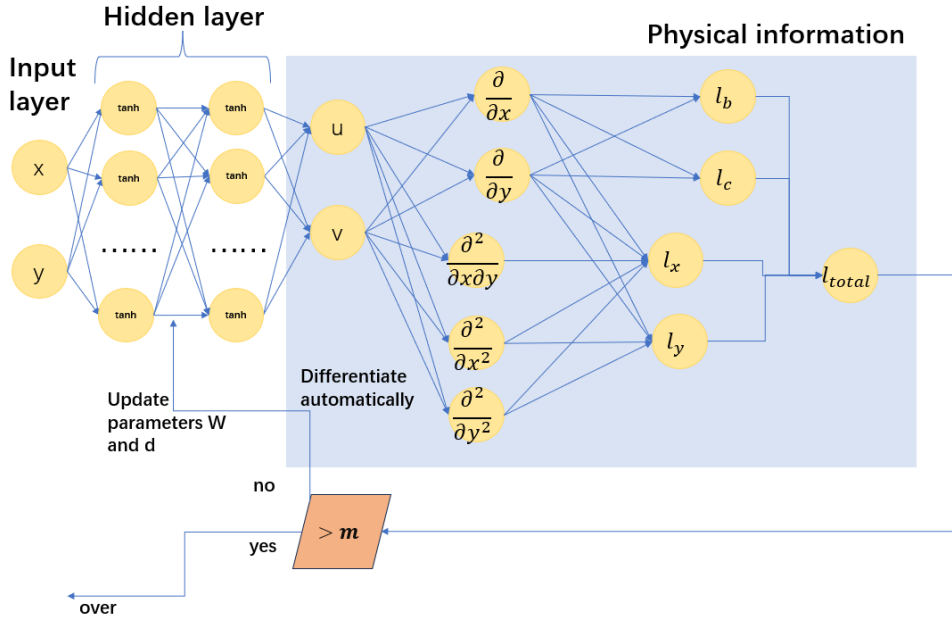 Hidden layer
Physical information
Input
layer
x
y
tanh
tanh
tanh
tanh
......
......
tanh
tanh
u
v
∂/∂x
∂/∂y
∂²/∂x∂y
∂²/∂x²
∂²/∂y²
l_b
l_c
l_x
l_y
l_total
Differentiate
automatically
Update
parameters W
and d
no
> m
yes
over